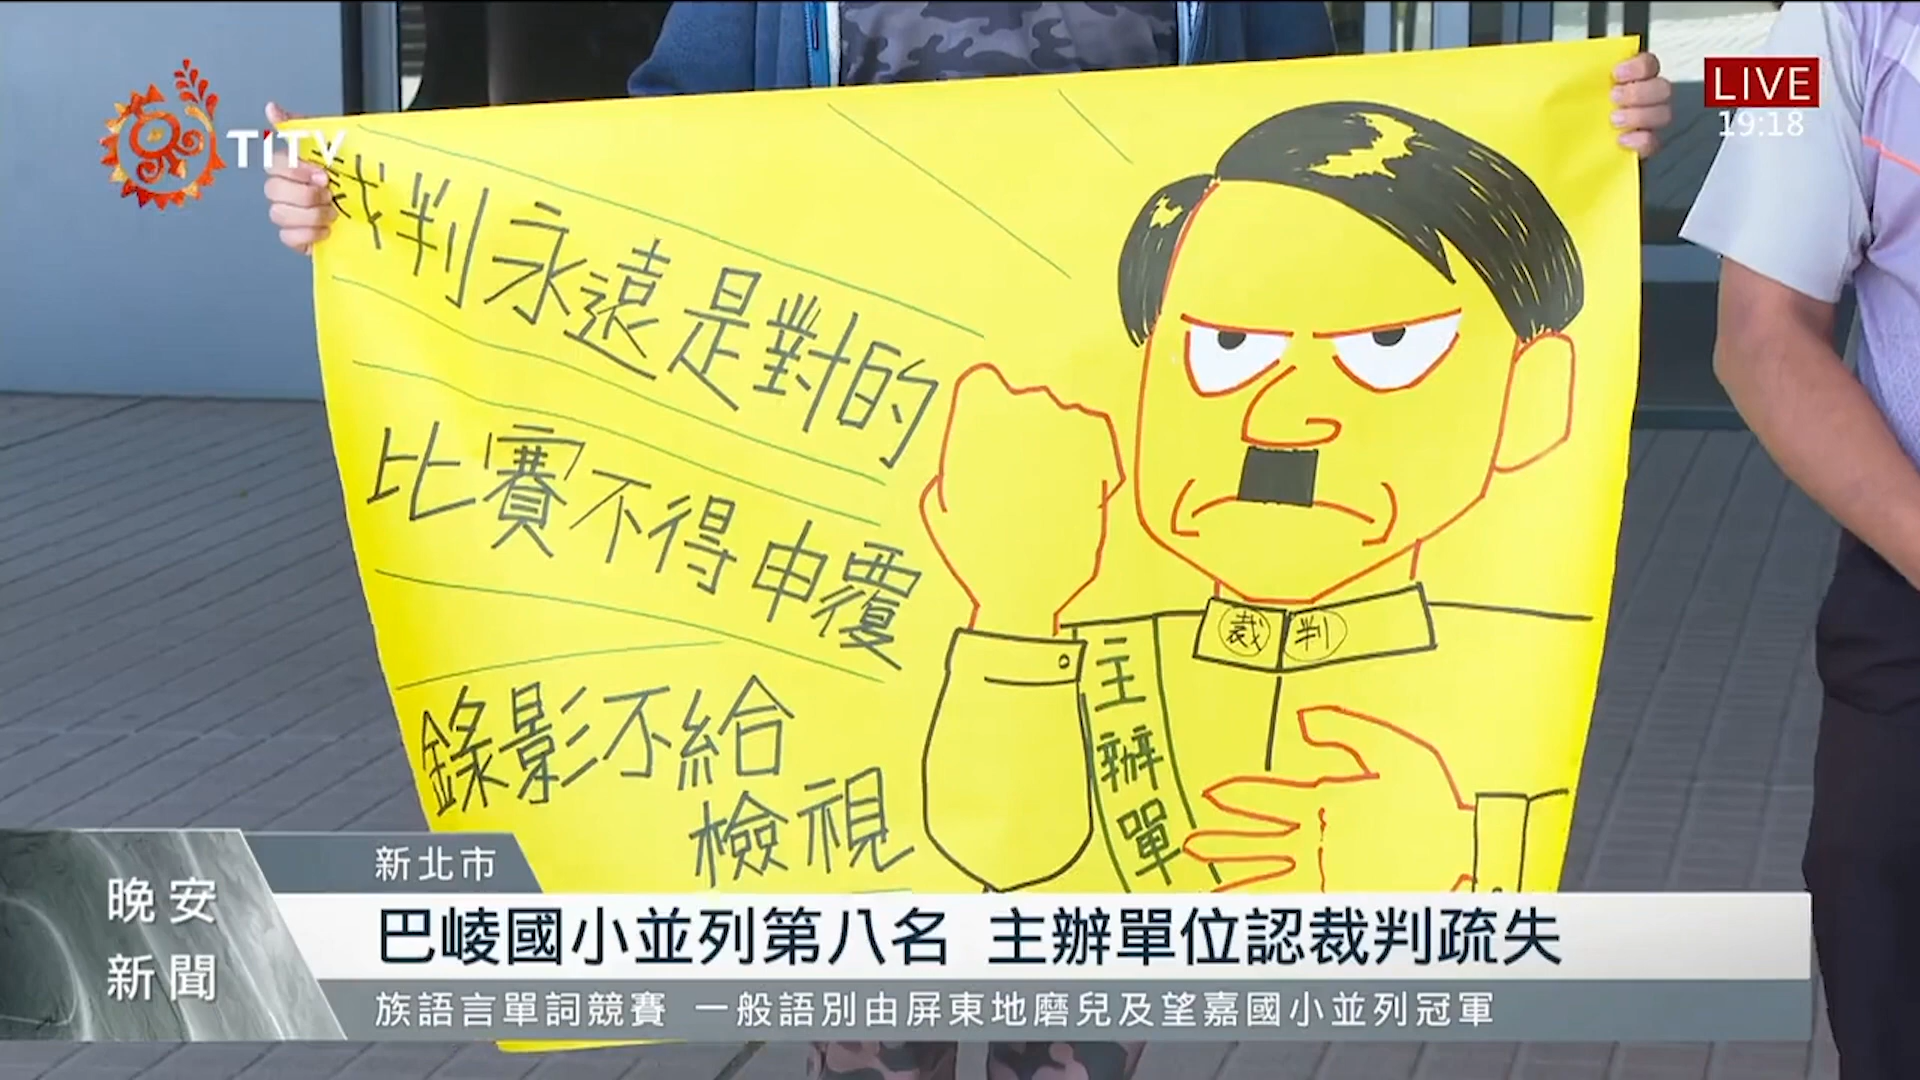 TiTV
LIVE
19:18
裁判永遠是對的
比賽不得申覆
錄影不給
檢視
裁判
主辦單
新北市
晚安
新聞
巴崚國小並列第八名 主辦單位認裁判疏失
族語言單詞競賽 一般語別由屏東地磨兒及望嘉國小並列冠軍